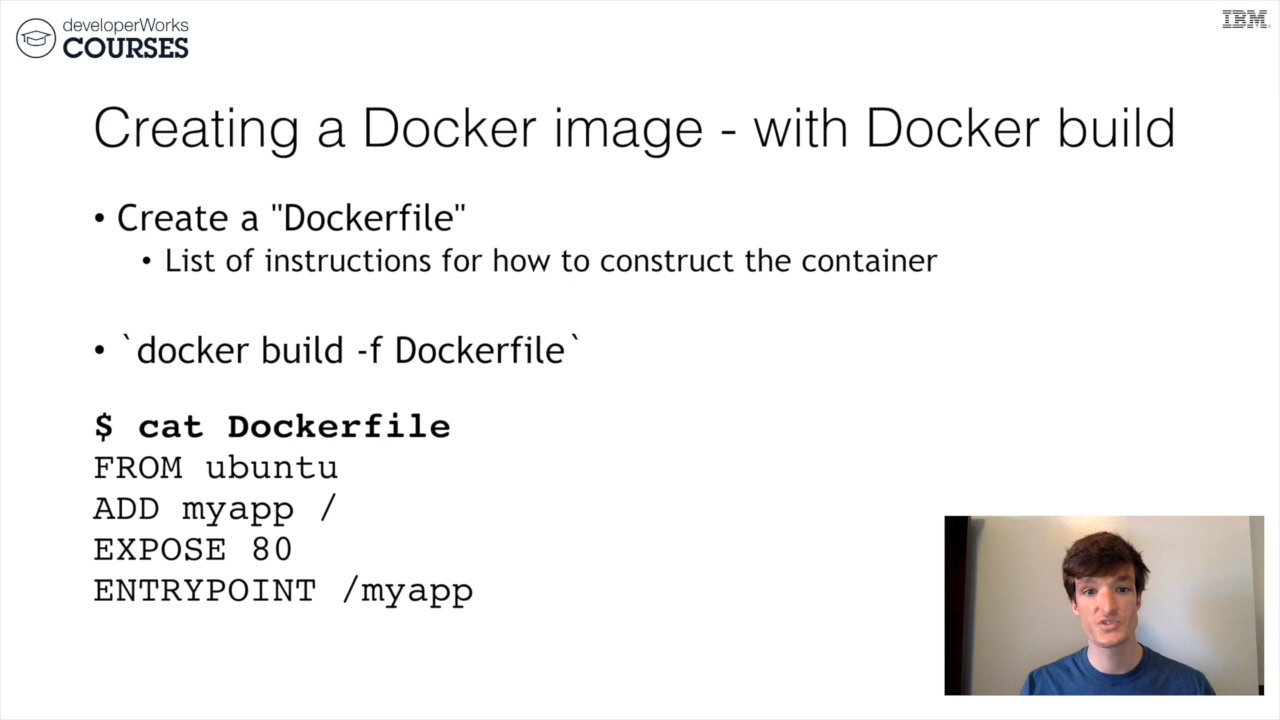 developerWorks
COURSES
IBM
Creating a Docker image - with Docker build
• Create a "Dockerfile"
• List of instructions for how to construct the container
• `docker build -f Dockerfile`
$ cat Dockerfile
FROM ubuntu
ADD myapp /
EXPOSE 80
ENTRYPOINT /myapp